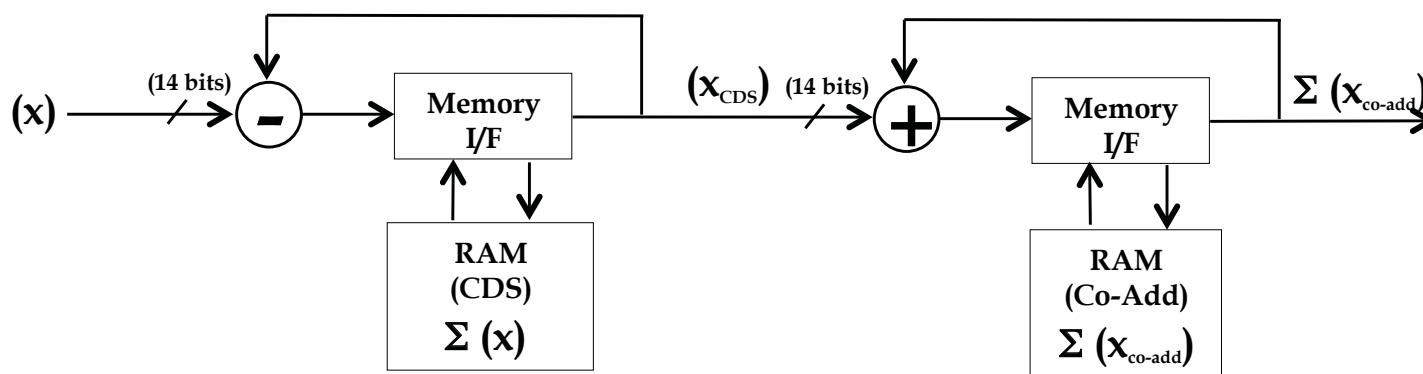 (x)
(14 bits)
-
Memory
I/F
RAM
(CDS)
Σ (x)
(x_CDS)
(14 bits)
+
Memory
I/F
RAM
(Co-Add)
Σ (x_co-add)
Σ (x_co-add)